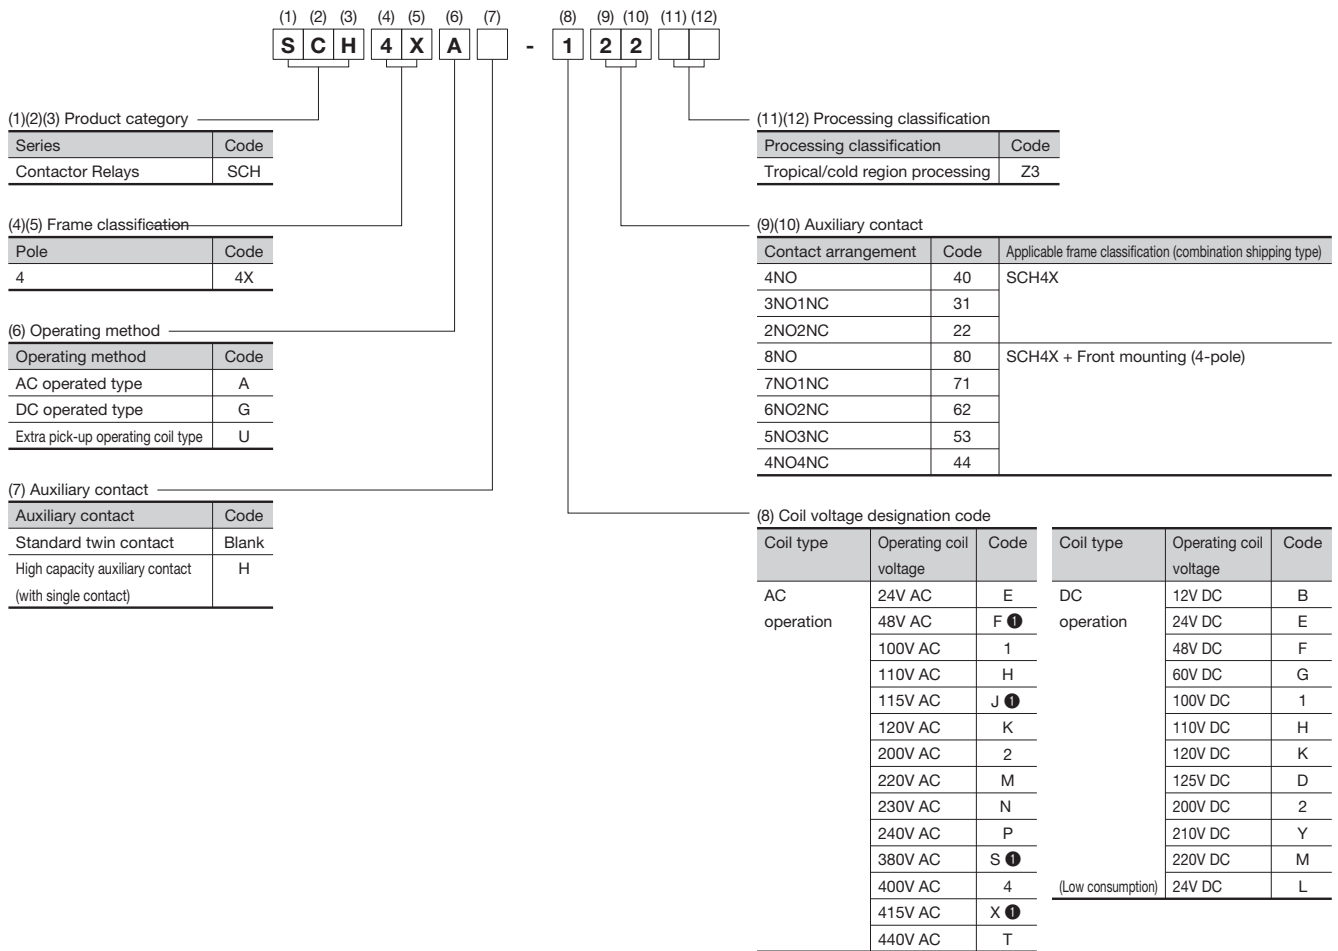 (1) (2) (3) (4) (5) (6) (7) (8) (9) (10) (11) (12)
S C H 4 X A - 1 2 2
(1)(2)(3) Product category
Series Code
Contactor Relays SCH
(4)(5) Frame classification
Pole Code
4 4X
(6) Operating method
Operating method Code
AC operated type A
DC operated type G
Extra pick-up operating coil type U
(7) Auxiliary contact
Auxiliary contact Code
Standard twin contact Blank
High capacity auxiliary contact H
(with single contact)
(11)(12) Processing classification
Processing classification Code
Tropical/cold region processing Z3
(9)(10) Auxiliary contact
Contact arrangement Code Applicable frame classification (combination shipping type)
4NO 40 SCH4X
3NO1NC 31
2NO2NC 22
8NO 80 SCH4X + Front mounting (4-pole)
7NO1NC 71
6NO2NC 62
5NO3NC 53
4NO4NC 44
(8) Coil voltage designation code
Coil type Operating coil Code
voltage
AC 24V AC E
operation 48V AC F ❶
100V AC 1
110V AC H
115V AC J ❶
120V AC K
200V AC 2
220V AC M
230V AC N
240V AC P
380V AC S ❶
400V AC 4
415V AC X ❶
440V AC T
Coil type Operating coil Code
voltage
DC 12V DC B
operation 24V DC E
48V DC F
60V DC G
100V DC 1
110V DC H
120V DC K
125V DC D
200V DC 2
210V DC Y
220V DC M
(Low consumption) 24V DC L